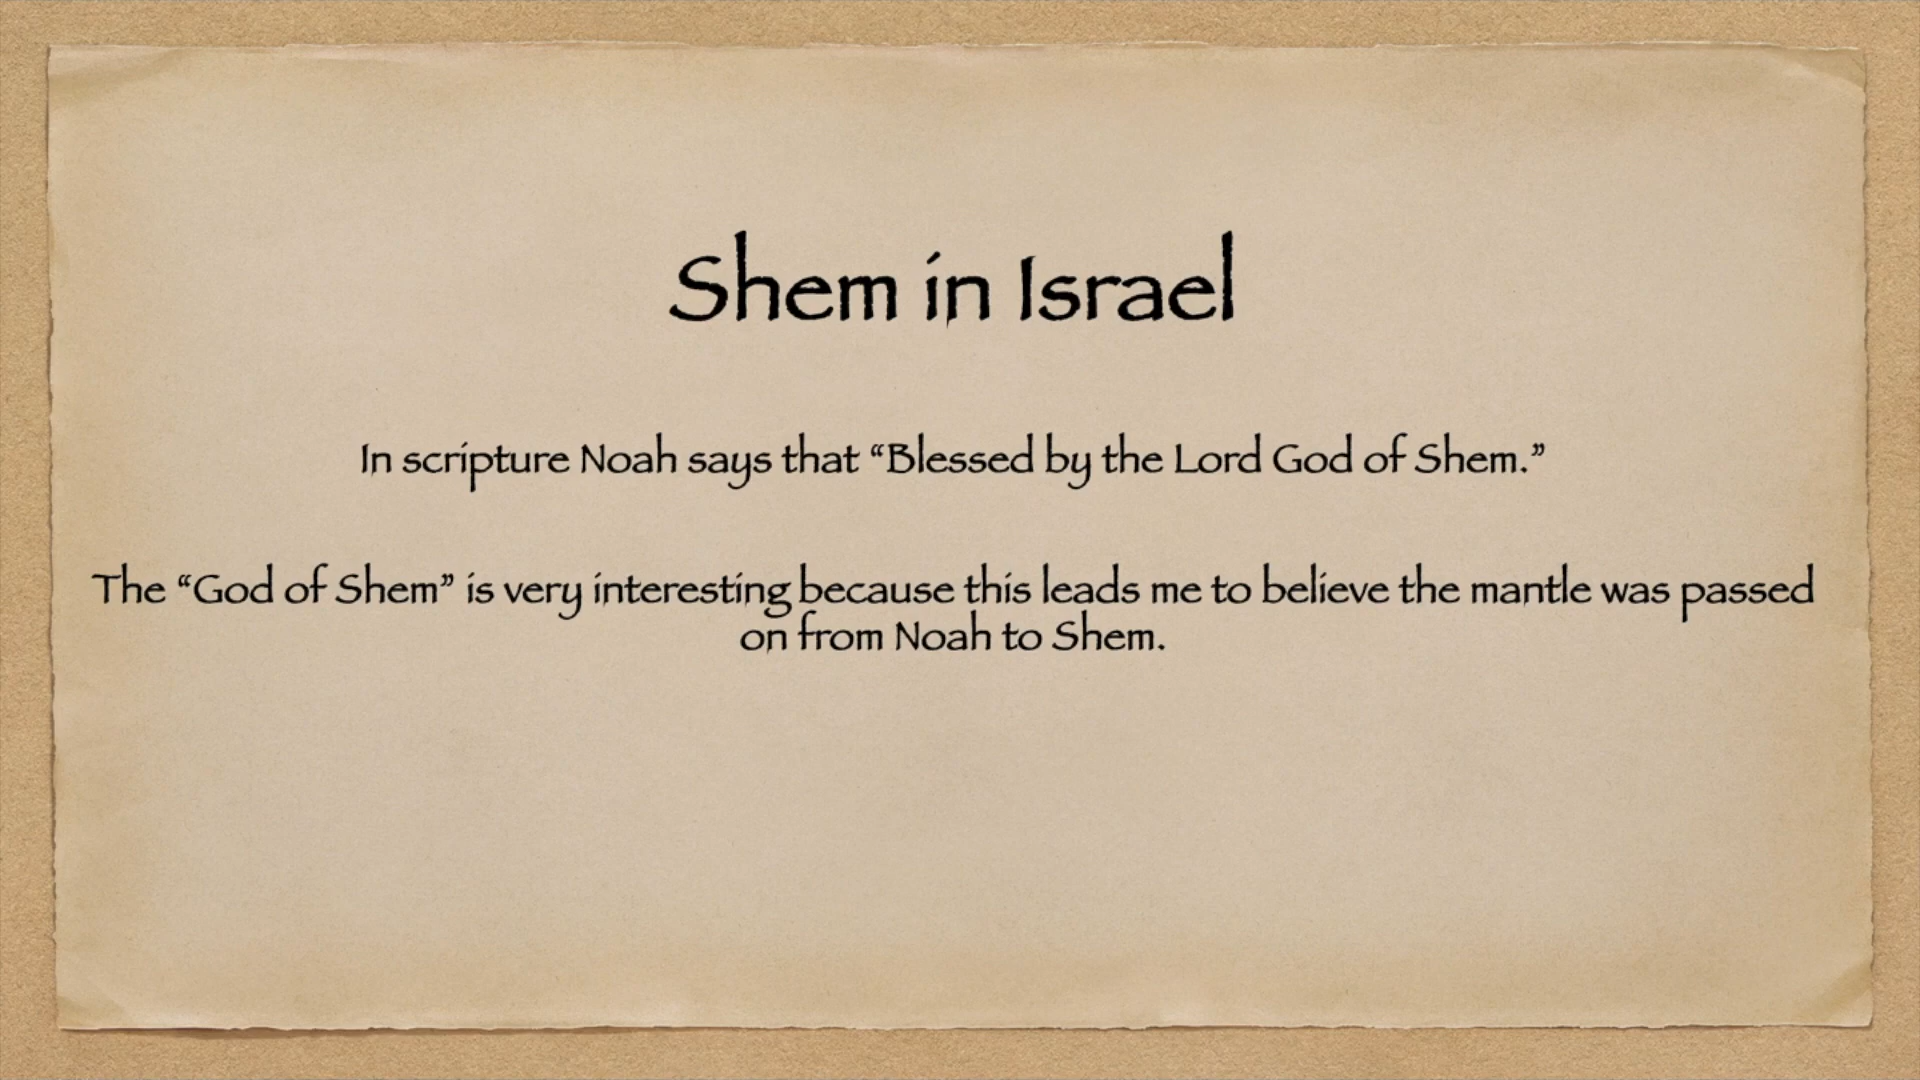 Shem in Israel
In scripture Noah says that “Blessed by the Lord God of Shem.”
The “God of Shem” is very interesting because this leads me to believe the mantle was passed
on from Noah to Shem.